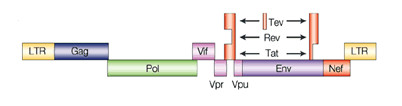 Tev
Rev
Tat
LTR Gag Vif LTR
Pol Env Nef
Vpr Vpu